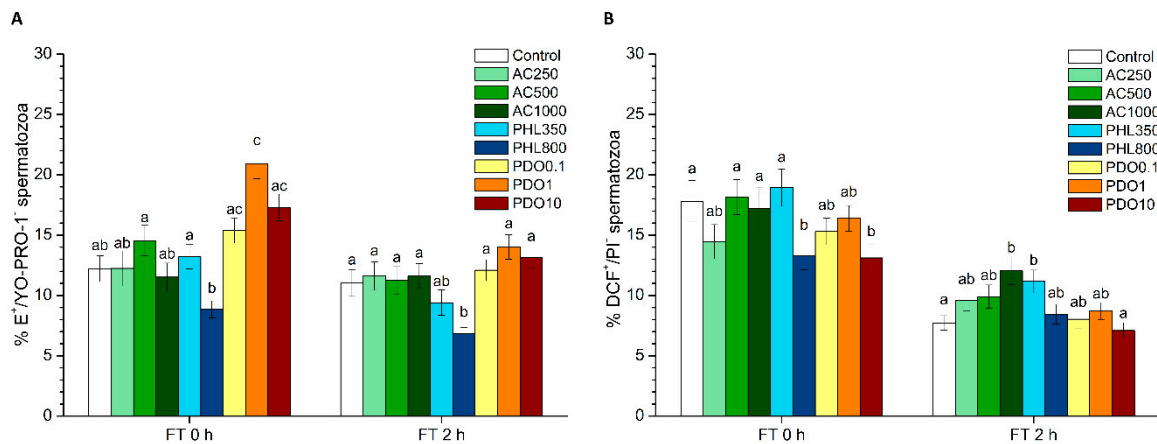 A
% E⁺/YO-PRO-1⁻ spermatozoa
30
25
20
15
10
5
0
Control
AC250
AC500
AC1000
PHL350
PHL800
PDO0.1
PDO1
PDO10
ab
ab
a
ab
a
b
ac
c
ac
a
a
a
a
ab
b
a
a
a
FT 0 h
FT 2 h
B
% DCF⁺/PI⁻ spermatozoa
30
25
20
15
10
5
0
Control
AC250
AC500
AC1000
PHL350
PHL800
PDO0.1
PDO1
PDO10
a
ab
a
a
a
b
ab
ab
b
a
ab
ab
b
b
ab
ab
ab
a
FT 0 h
FT 2 h